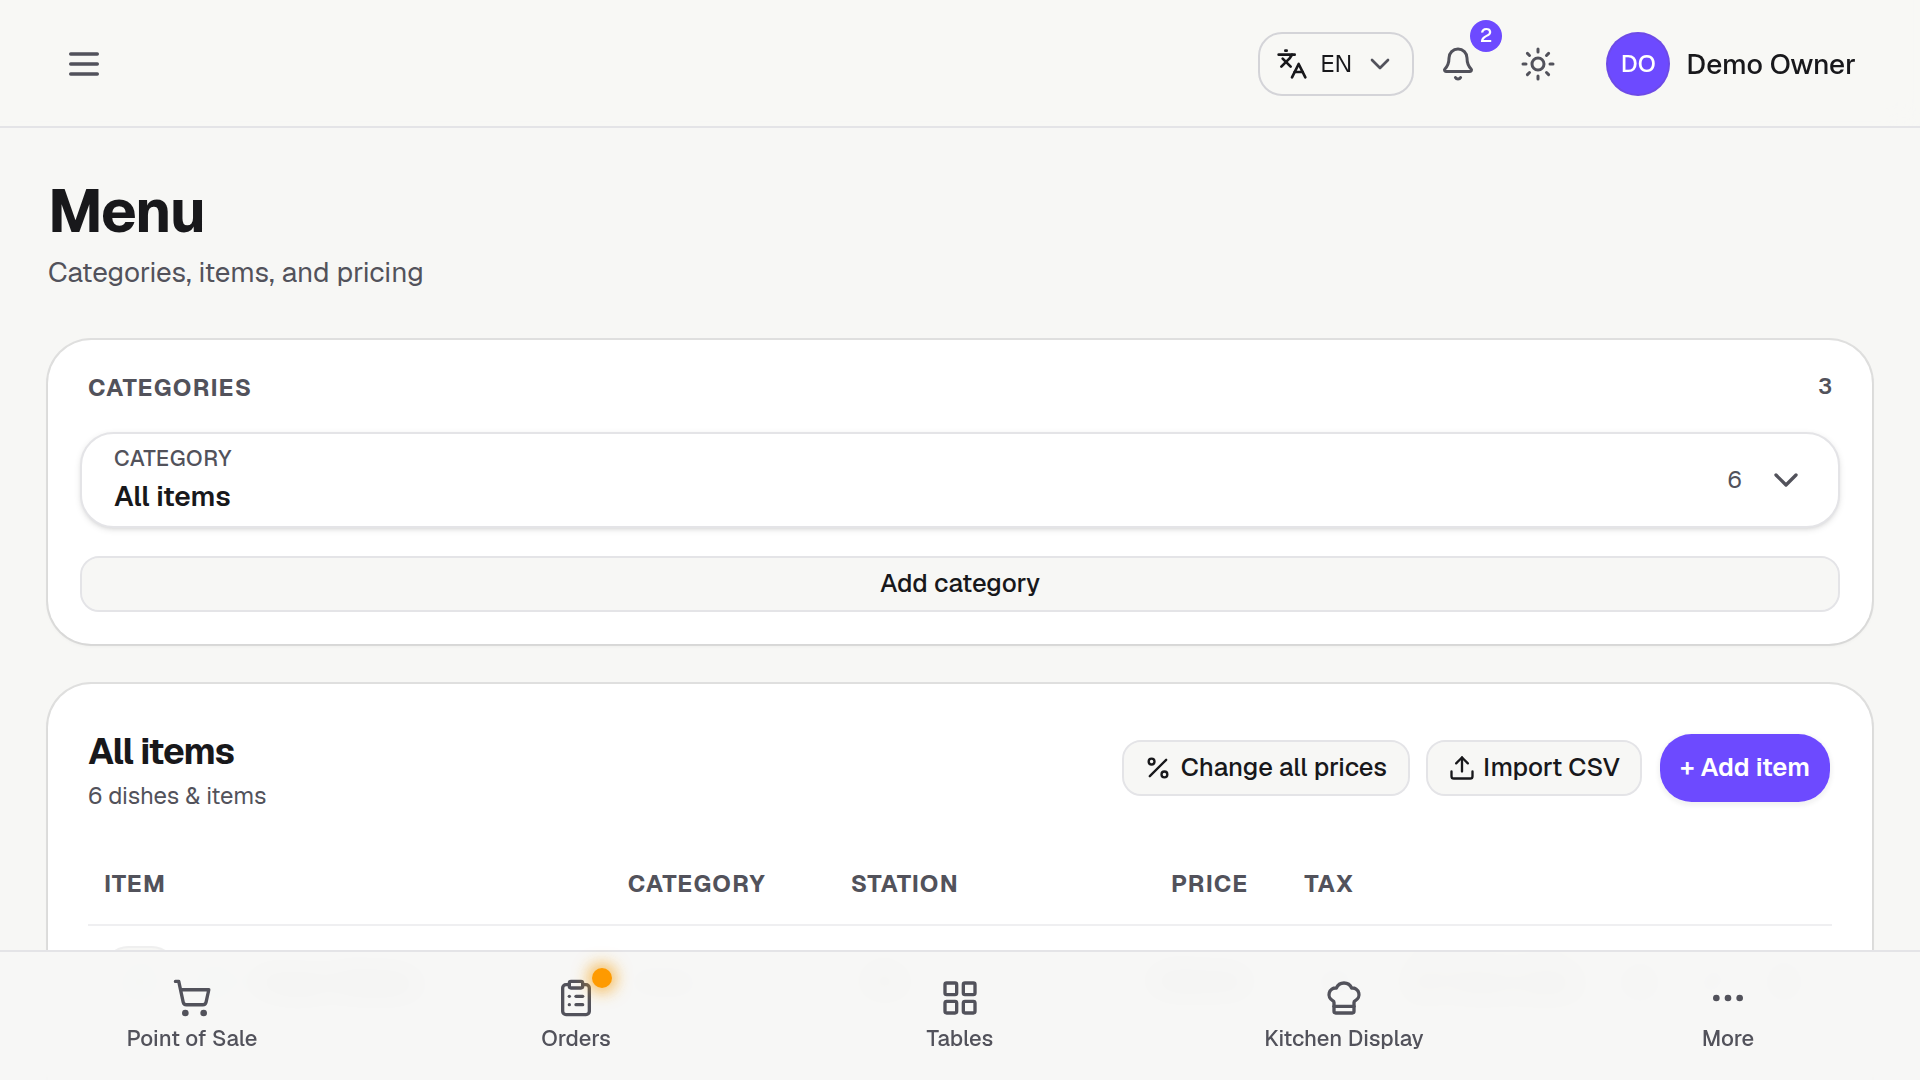 EN
2
DO
Demo Owner
Menu
Categories, items, and pricing
CATEGORIES
3
CATEGORY
All items
6
Add category
All items
6 dishes & items
Change all prices
Import CSV
+ Add item
ITEM CATEGORY STATION PRICE TAX
Point of Sale
Orders
Tables
Kitchen Display
More